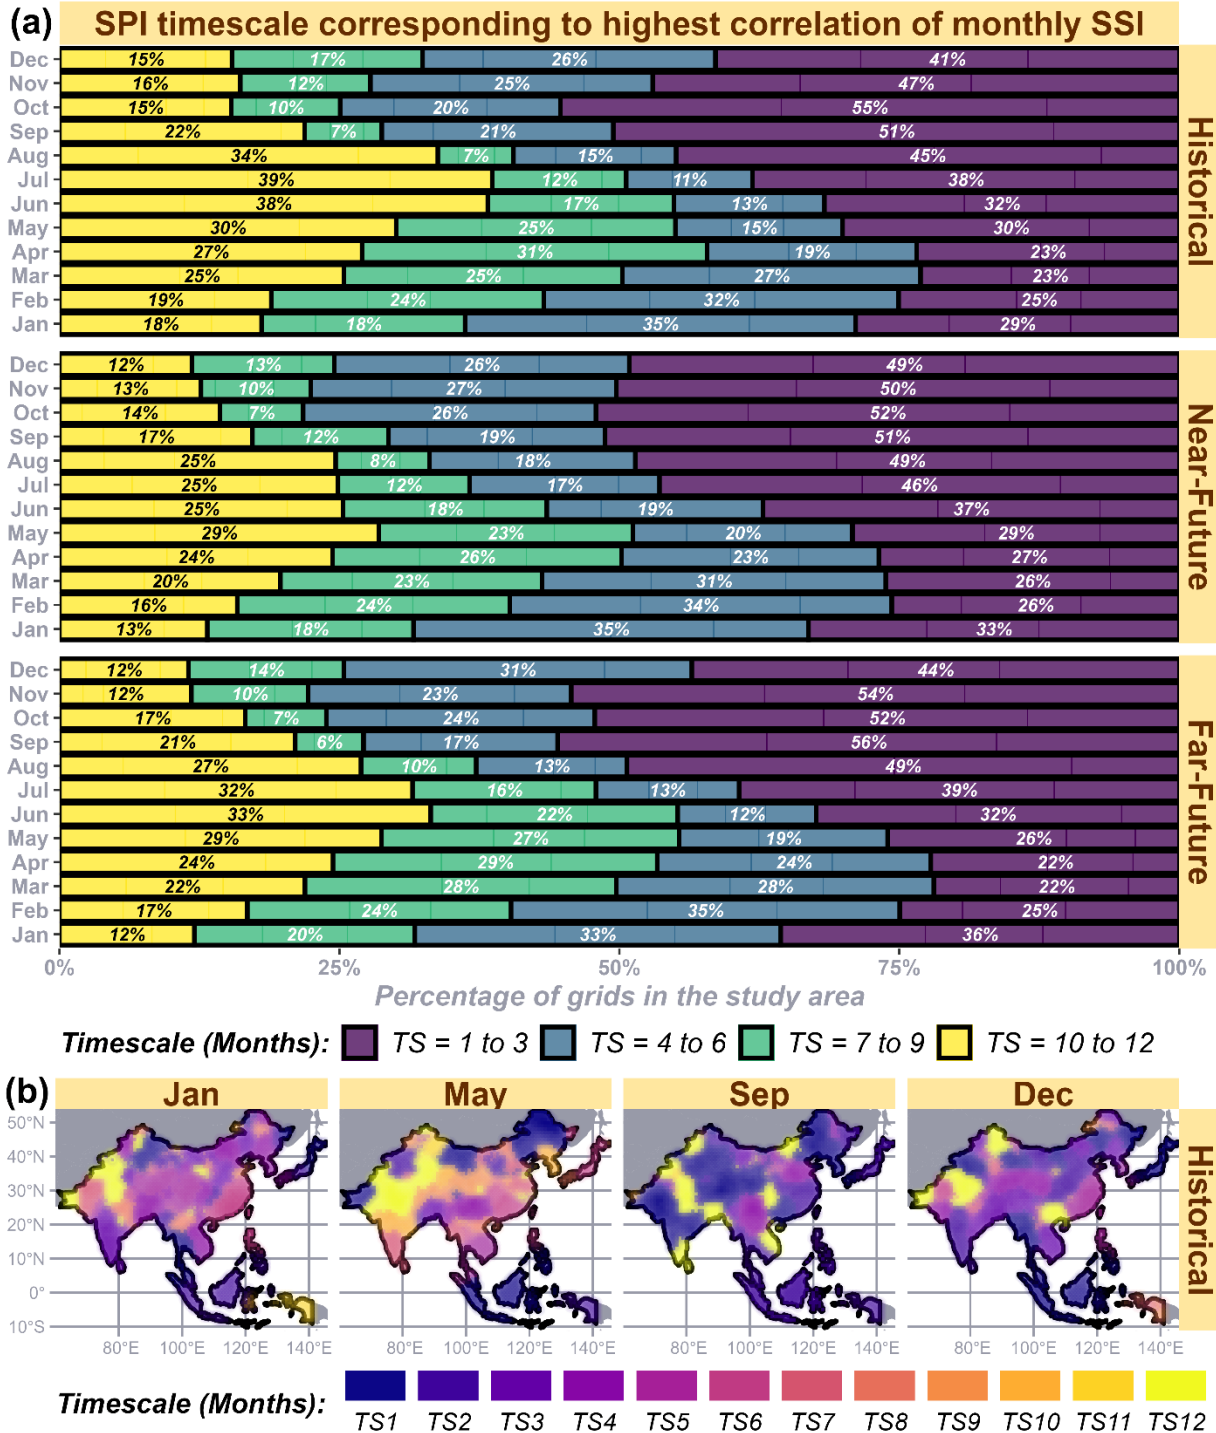 (a) SPI timescale corresponding to highest correlation of monthly SSI
Historical
Dec 15% 17% 26% 41%
Nov 16% 12% 25% 47%
Oct 15% 10% 20% 55%
Sep 22% 7% 21% 51%
Aug 34% 7% 15% 45%
Jul 39% 12% 11% 38%
Jun 38% 17% 13% 32%
May 30% 25% 15% 30%
Apr 27% 31% 19% 23%
Mar 25% 25% 27% 23%
Feb 19% 24% 32% 25%
Jan 18% 18% 35% 29%
Near-Future
Dec 12% 13% 26% 49%
Nov 13% 10% 27% 50%
Oct 14% 7% 26% 52%
Sep 17% 12% 19% 51%
Aug 25% 8% 18% 49%
Jul 25% 12% 17% 46%
Jun 25% 18% 19% 37%
May 29% 23% 20% 29%
Apr 24% 26% 23% 27%
Mar 20% 23% 31% 26%
Feb 16% 24% 34% 26%
Jan 13% 18% 35% 33%
Far-Future
Dec 12% 14% 31% 44%
Nov 12% 10% 23% 54%
Oct 17% 7% 24% 52%
Sep 21% 6% 17% 56%
Aug 27% 10% 13% 49%
Jul 32% 16% 13% 39%
Jun 33% 22% 12% 32%
May 29% 27% 19% 26%
Apr 24% 29% 24% 22%
Mar 22% 28% 28% 22%
Feb 17% 24% 35% 25%
Jan 12% 20% 33% 36%
0% 25% 50% 75% 100%
Percentage of grids in the study area
Timescale (Months): TS = 1 to 3 TS = 4 to 6 TS = 7 to 9 TS = 10 to 12
(b) Jan May Sep Dec
Historical
50°N
40°N
30°N
20°N
10°N
0°
10°S
80°E 100°E 120°E 140°E 80°E 100°E 120°E 140°E 80°E 100°E 120°E 140°E 80°E 100°E 120°E 140°E
Timescale (Months):
TS1 TS2 TS3 TS4 TS5 TS6 TS7 TS8 TS9 TS10 TS11 TS12